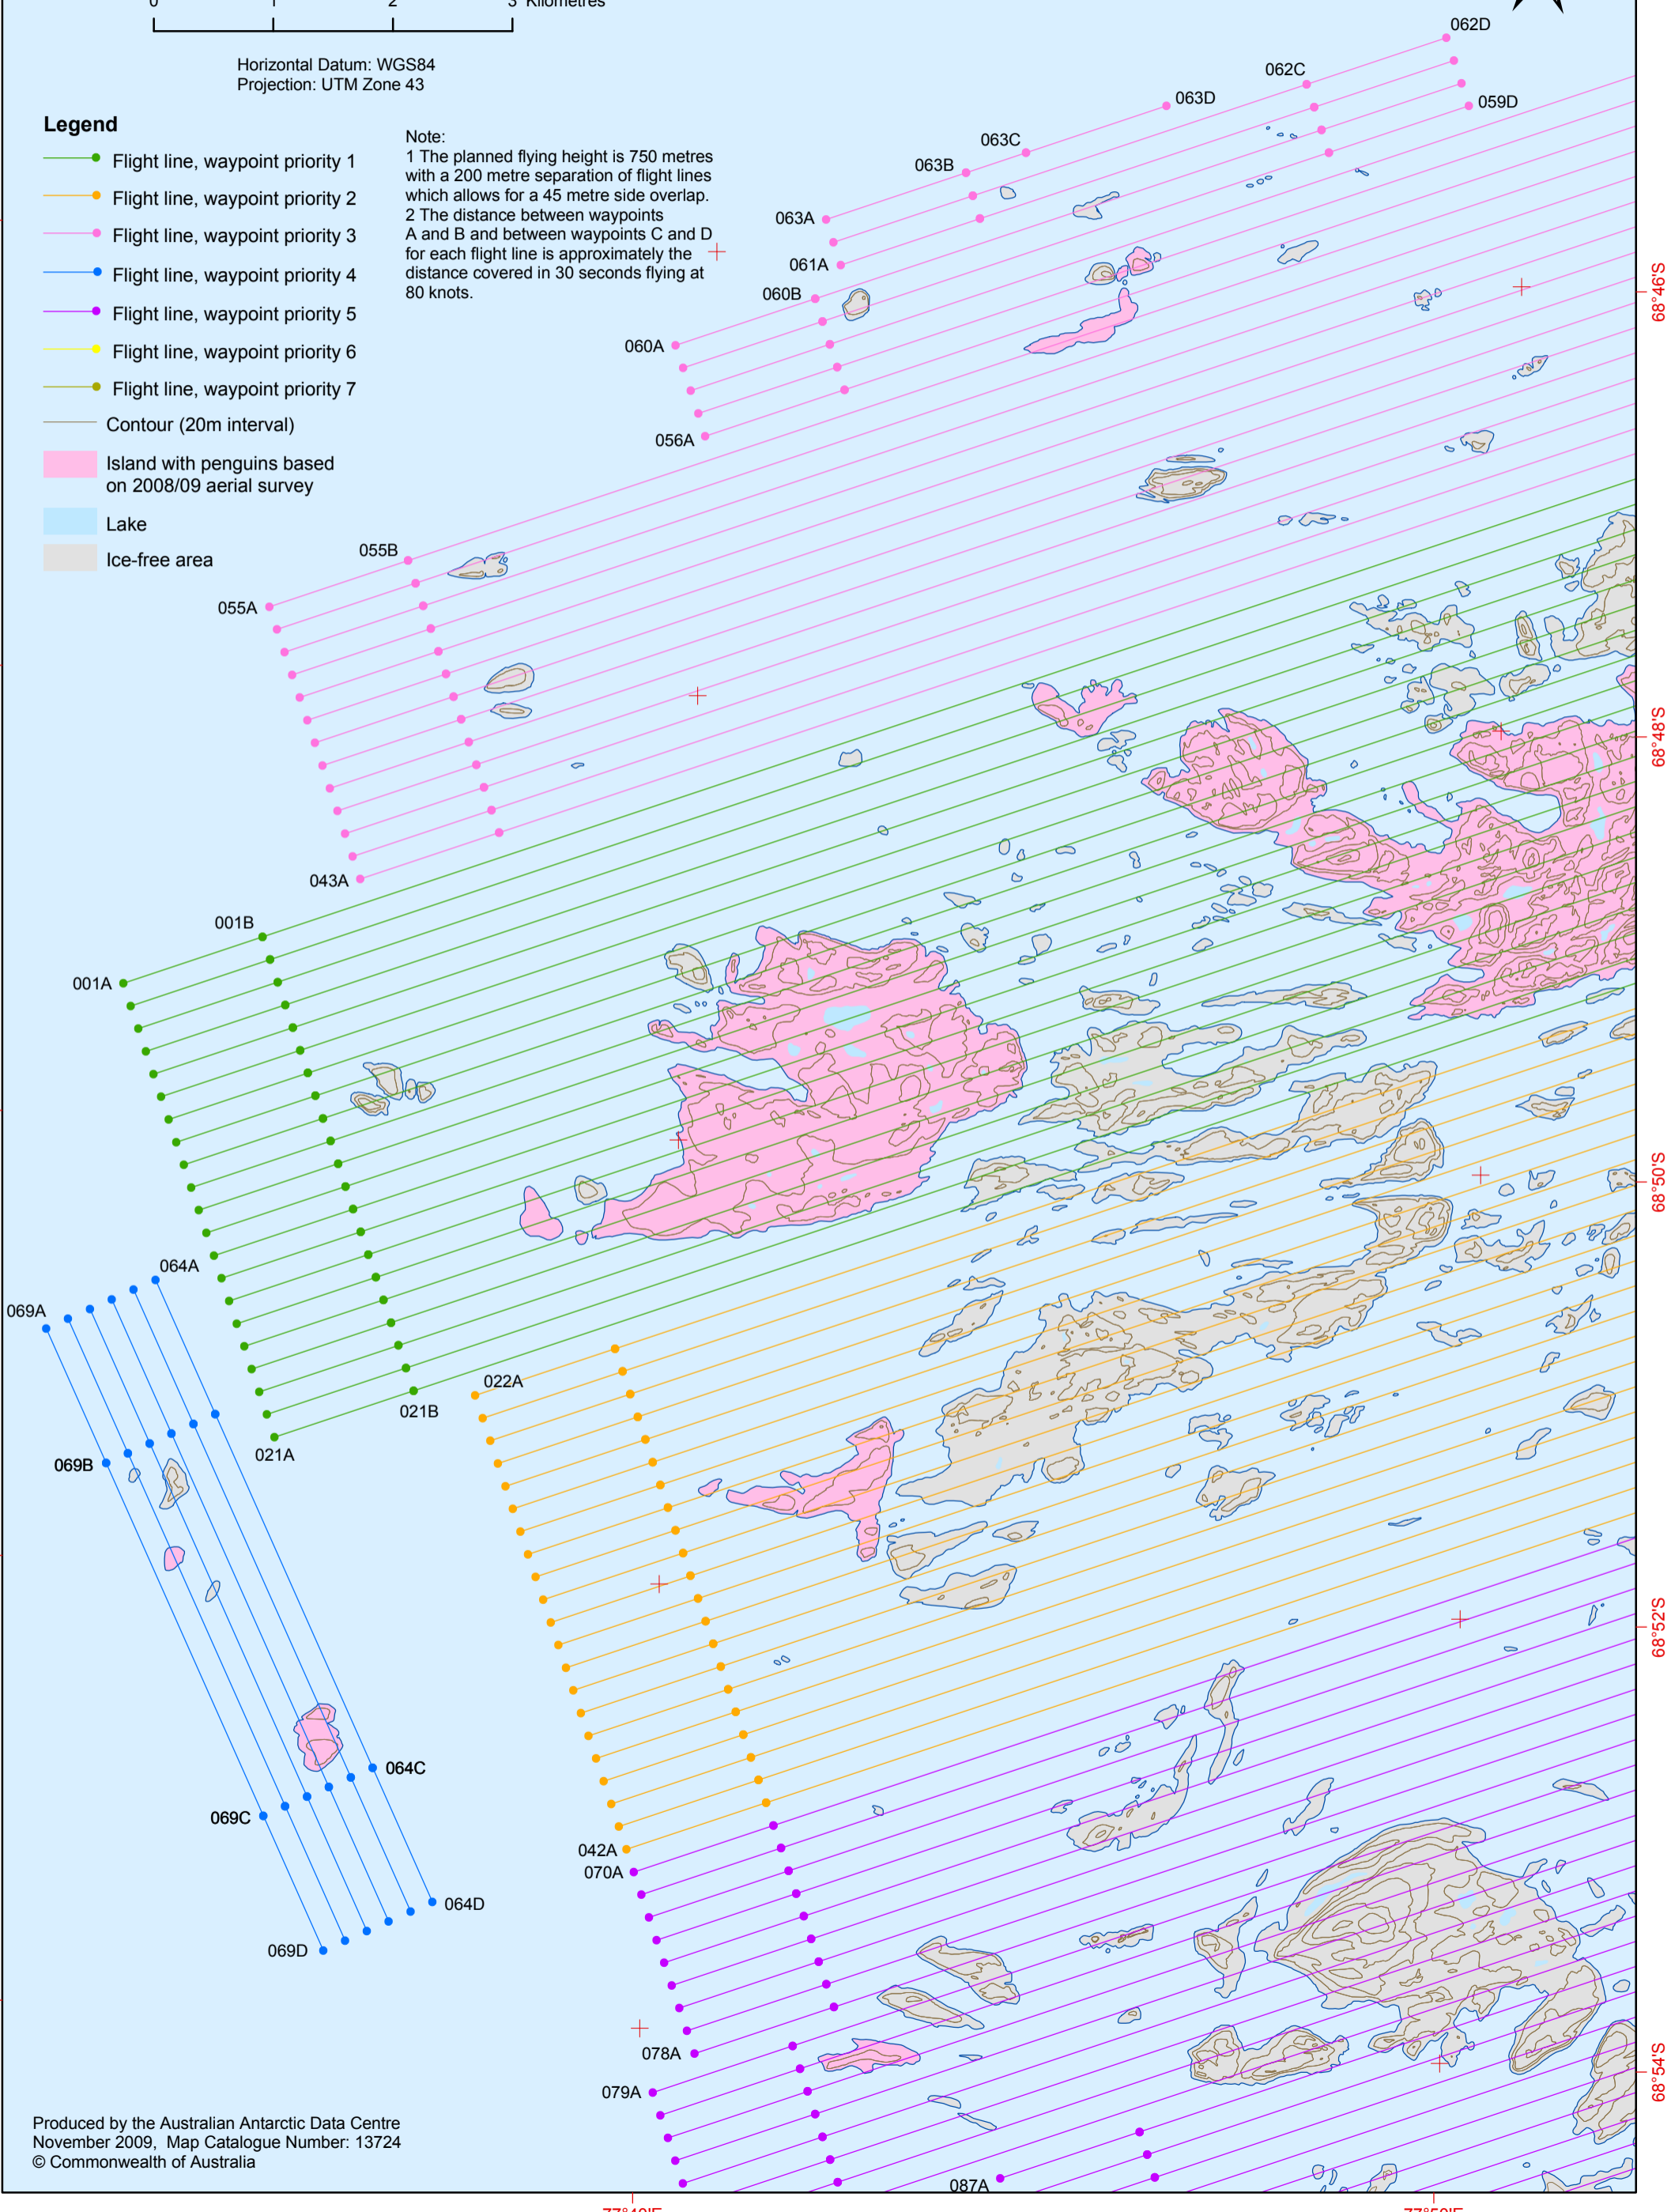 0 1 2 3 Kilometres
Horizontal Datum: WGS84
Projection: UTM Zone 43
Legend
Flight line, waypoint priority 1
Flight line, waypoint priority 2
Flight line, waypoint priority 3
Flight line, waypoint priority 4
Flight line, waypoint priority 5
Flight line, waypoint priority 6
Flight line, waypoint priority 7
Contour (20m interval)
Island with penguins based
on 2008/09 aerial survey
Lake
Ice-free area
Note:
1 The planned flying height is 750 metres
with a 200 metre separation of flight lines
which allows for a 45 metre side overlap.
2 The distance between waypoints
A and B and between waypoints C and D
for each flight line is approximately the
distance covered in 30 seconds flying at
80 knots.
062D
062C
063D
059D
063C
063B
063A
061A
060B
060A
056A
055B
055A
043A
001B
001A
064A
069A
022A
021B
021A
069B
064C
069C
042A
070A
064D
069D
078A
079A
087A
68°46'S
68°48'S
68°50'S
68°52'S
68°54'S
Produced by the Australian Antarctic Data Centre
November 2009, Map Catalogue Number: 13724
© Commonwealth of Australia